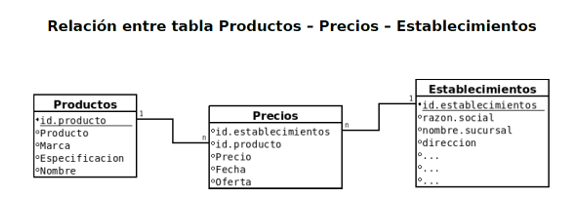 Relación entre tabla Productos – Precios – Establecimientos
Productos
id.producto
Producto
Marca
Especificacion
Nombre
1
n
Precios
id.establecimientos
id.producto
Precio
Fecha
Oferta
n
1
Establecimientos
id.establecimientos
razon.social
nombre.sucursal
direccion
...
...
...